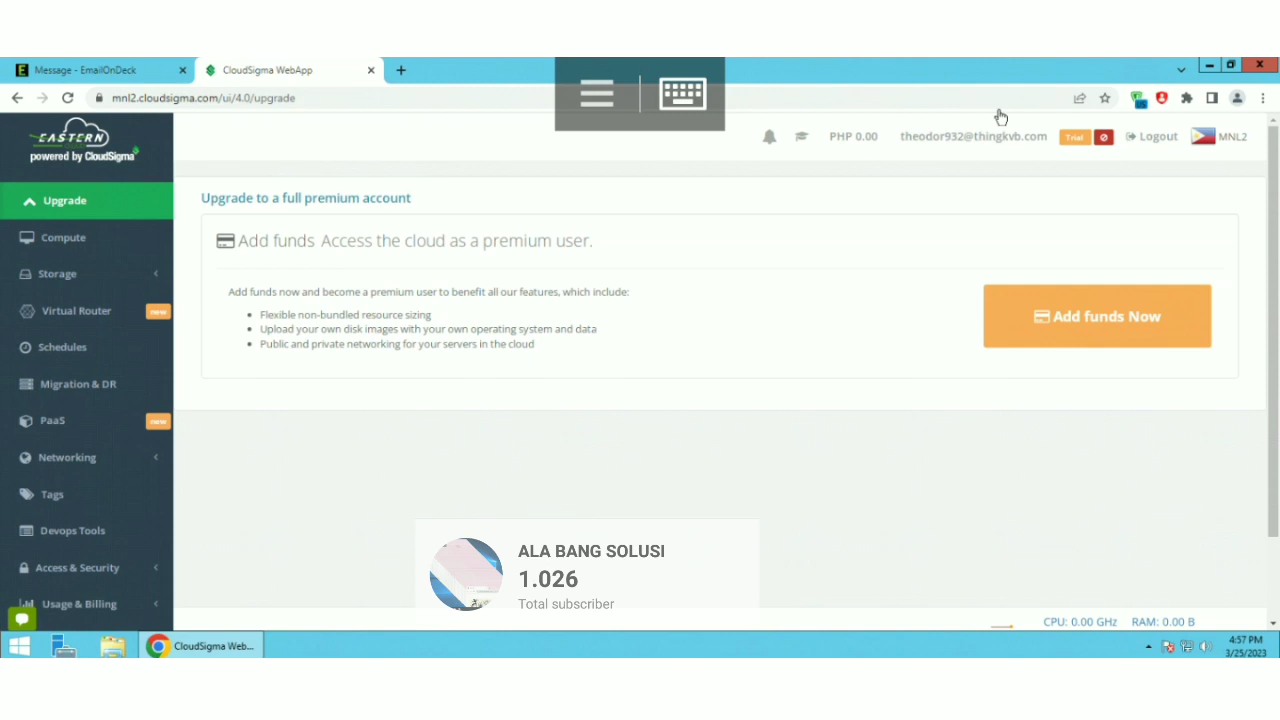 Message - EmailOnDeck
CloudSigma WebApp
mnl2.cloudsigma.com/ui/4.0/upgrade
EASTERN
powered by CloudSigma
PHP 0.00
theodor932@thingkvb.com
Trial
Logout
MNL2
Upgrade
Compute
Storage
Virtual Router
new
Schedules
Migration & DR
PaaS
new
Networking
Tags
Devops Tools
Access & Security
Usage & Billing
Upgrade to a full premium account
Add funds Access the cloud as a premium user.
Add funds now and become a premium user to benefit all our features, which include:
Flexible non-bundled resource sizing
Upload your own disk images with your own operating system and data
Public and private networking for your servers in the cloud
Add funds Now
ALA BANG SOLUSI
1.026
Total subscriber
CPU: 0.00 GHz RAM: 0.00 B
CloudSigma Web...
4:57 PM
3/25/2023